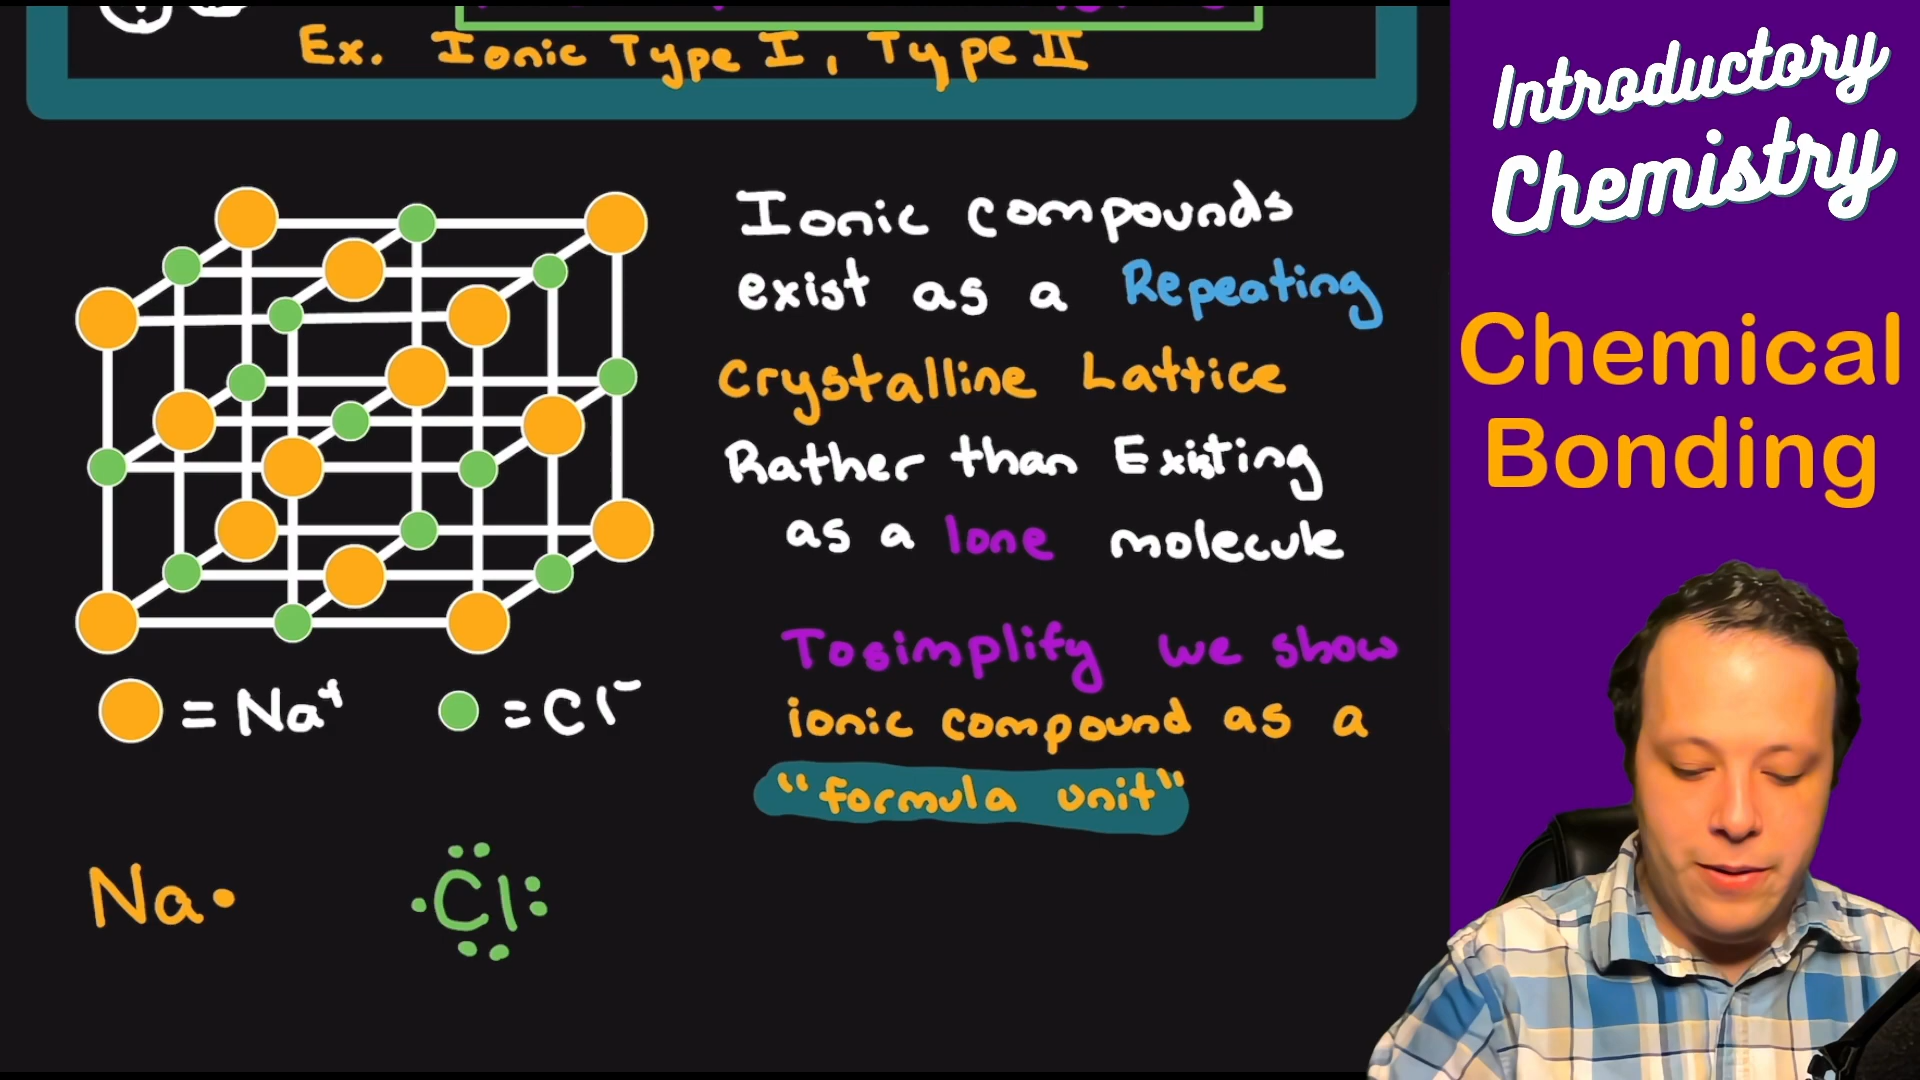 Ex. Ionic Type I, Type II
Ionic compounds
exist as a Repeating
Crystalline Lattice
Rather than Existing
as a lone molecule
= Na+
= Cl-
To simplify we show
ionic compound as a
"formula unit"
Na
Cl
Introductory
Chemistry
Chemical
Bonding